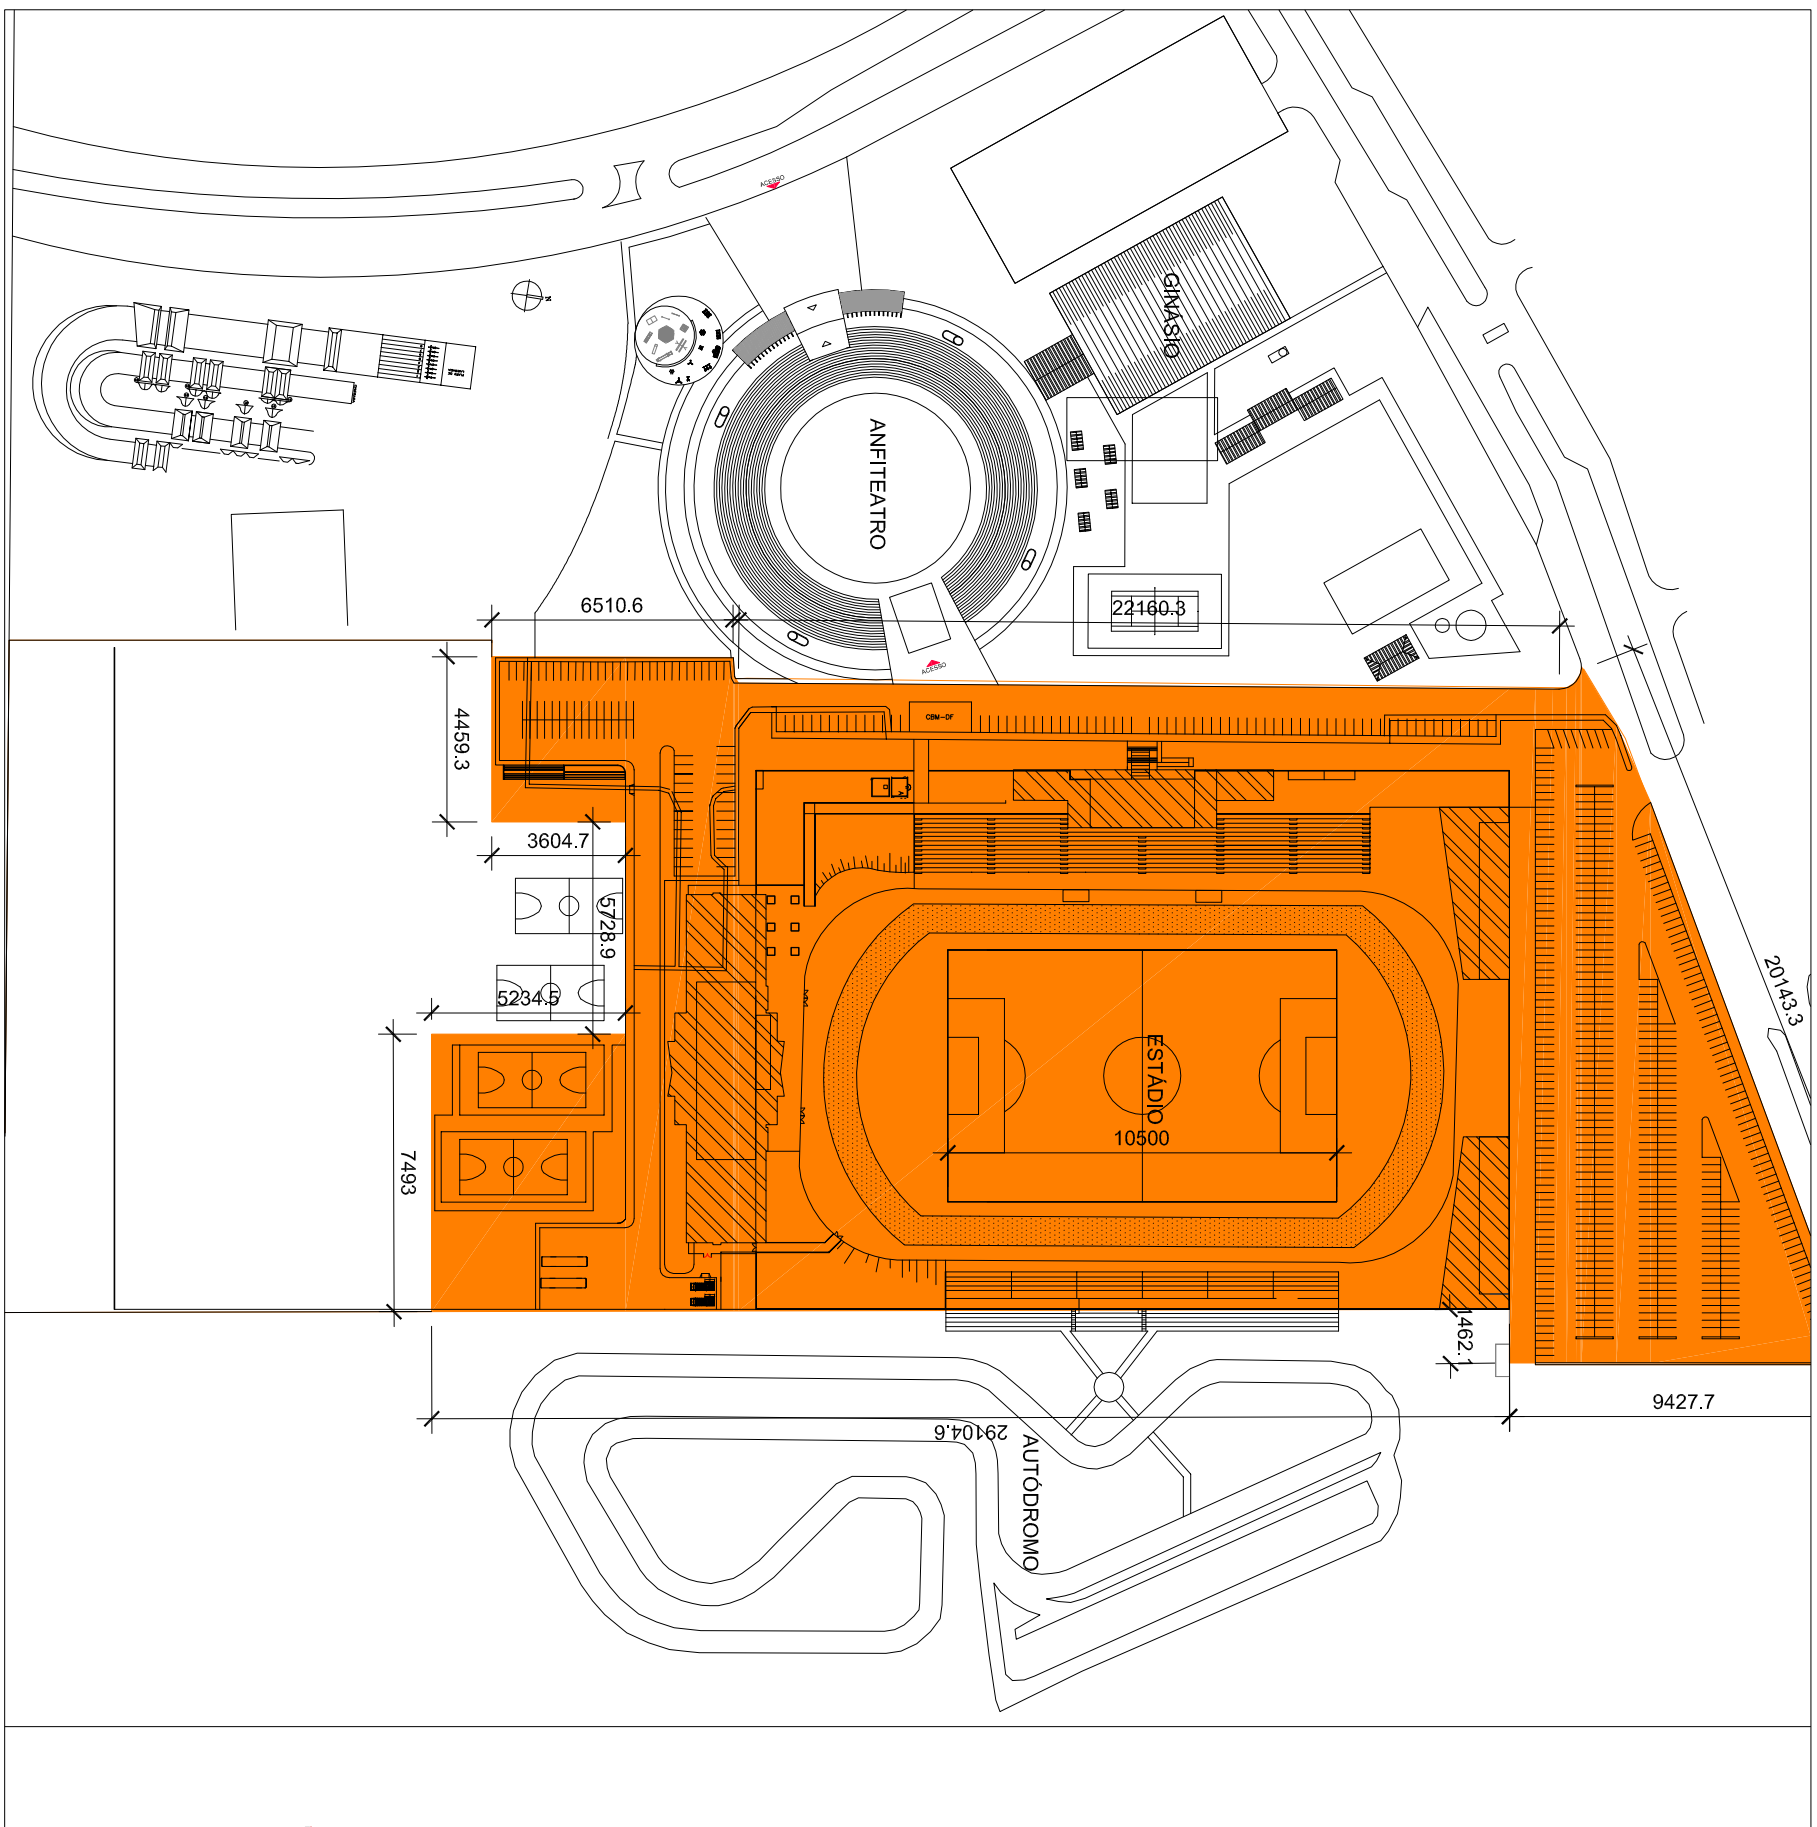 ACESSO
GINÁSIO
N
ANFITEATRO
6510.6
22160.3
ACESSO
4459.3
CBM-DF
3604.7
5728.9
5234.5
20143.3
ESTÁDIO
10500
7493
1462.1
9427.7
29104.6
AUTÓDROMO